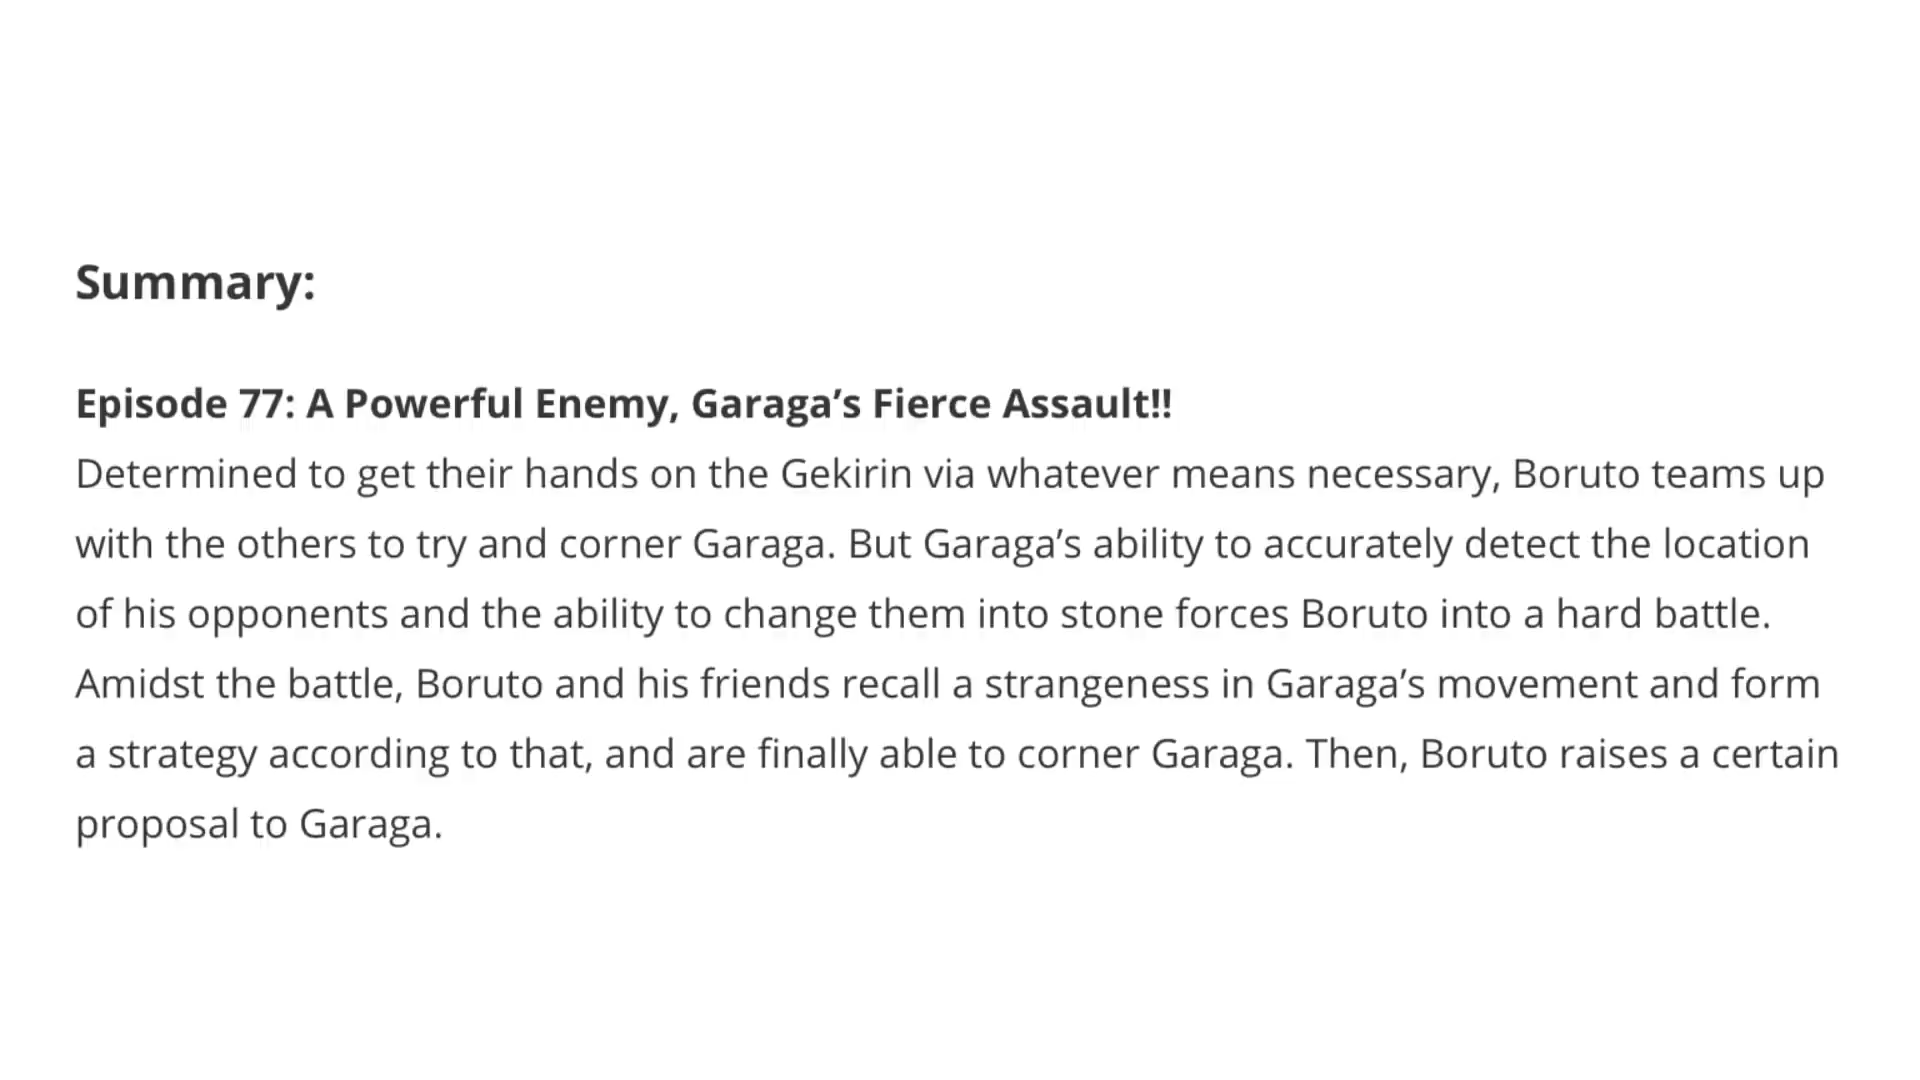 Summary:
Episode 77: A Powerful Enemy, Garaga’s Fierce Assault!!
Determined to get their hands on the Gekirin via whatever means necessary, Boruto teams up
with the others to try and corner Garaga. But Garaga’s ability to accurately detect the location
of his opponents and the ability to change them into stone forces Boruto into a hard battle.
Amidst the battle, Boruto and his friends recall a strangeness in Garaga’s movement and form
a strategy according to that, and are finally able to corner Garaga. Then, Boruto raises a certain
proposal to Garaga.